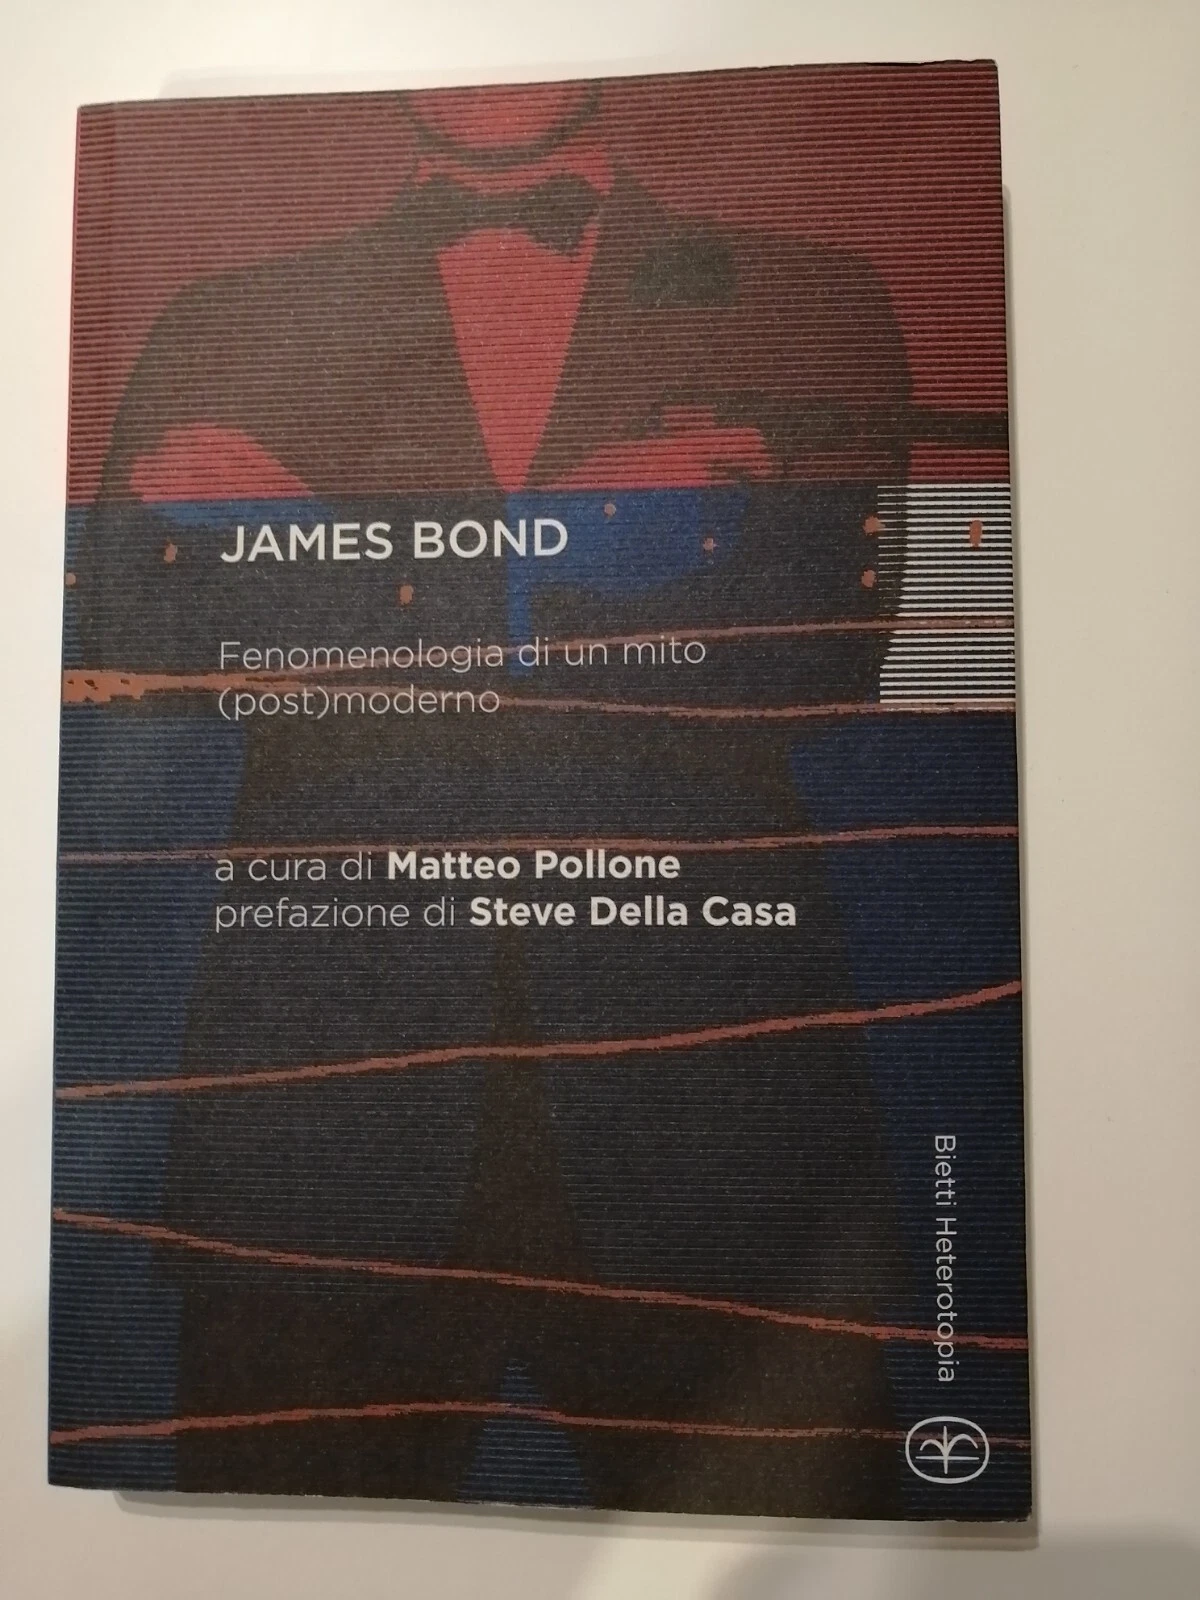 JAMES BOND
Fenomenologia di un mito
(post)moderno
a cura di Matteo Pollone
prefazione di Steve Della Casa
Bietti Heterotopia